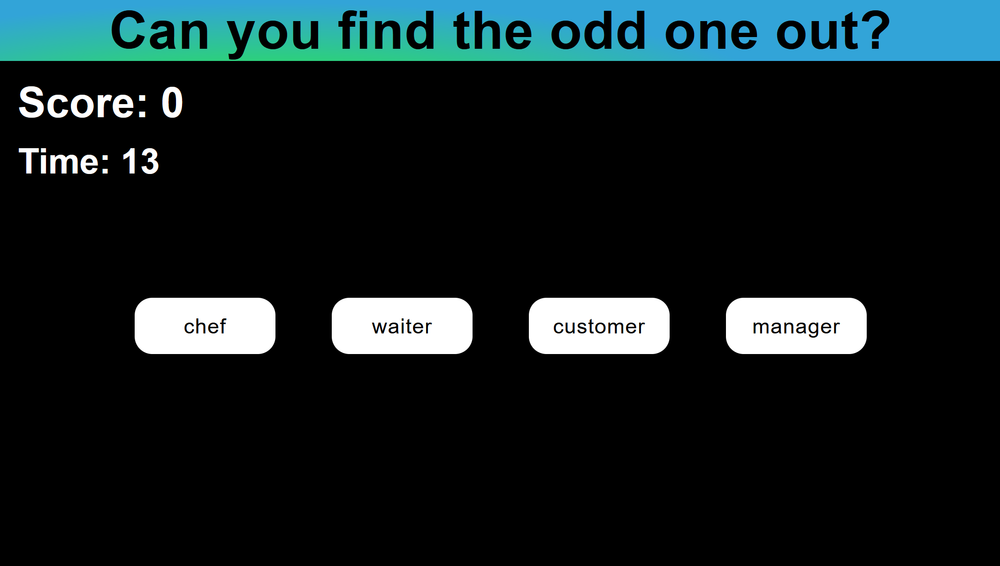 Can you find the odd one out?
Score: 0
Time: 13
chef waiter customer manager